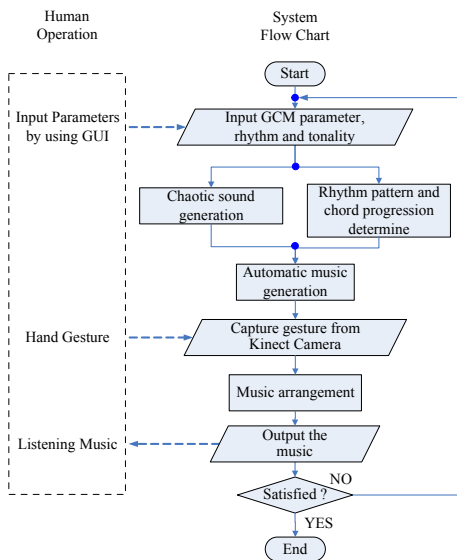 Human
Operation
System
Flow Chart
Start
Input Parameters
by using GUI
Input GCM parameter,
rhythm and tonality
Chaotic sound
generation
Rhythm pattern and
chord progression
determine
Automatic music
generation
Hand Gesture
Capture gesture from
Kinect Camera
Music arrangement
Listening Music
Output the
music
Satisfied ?
NO
YES
End